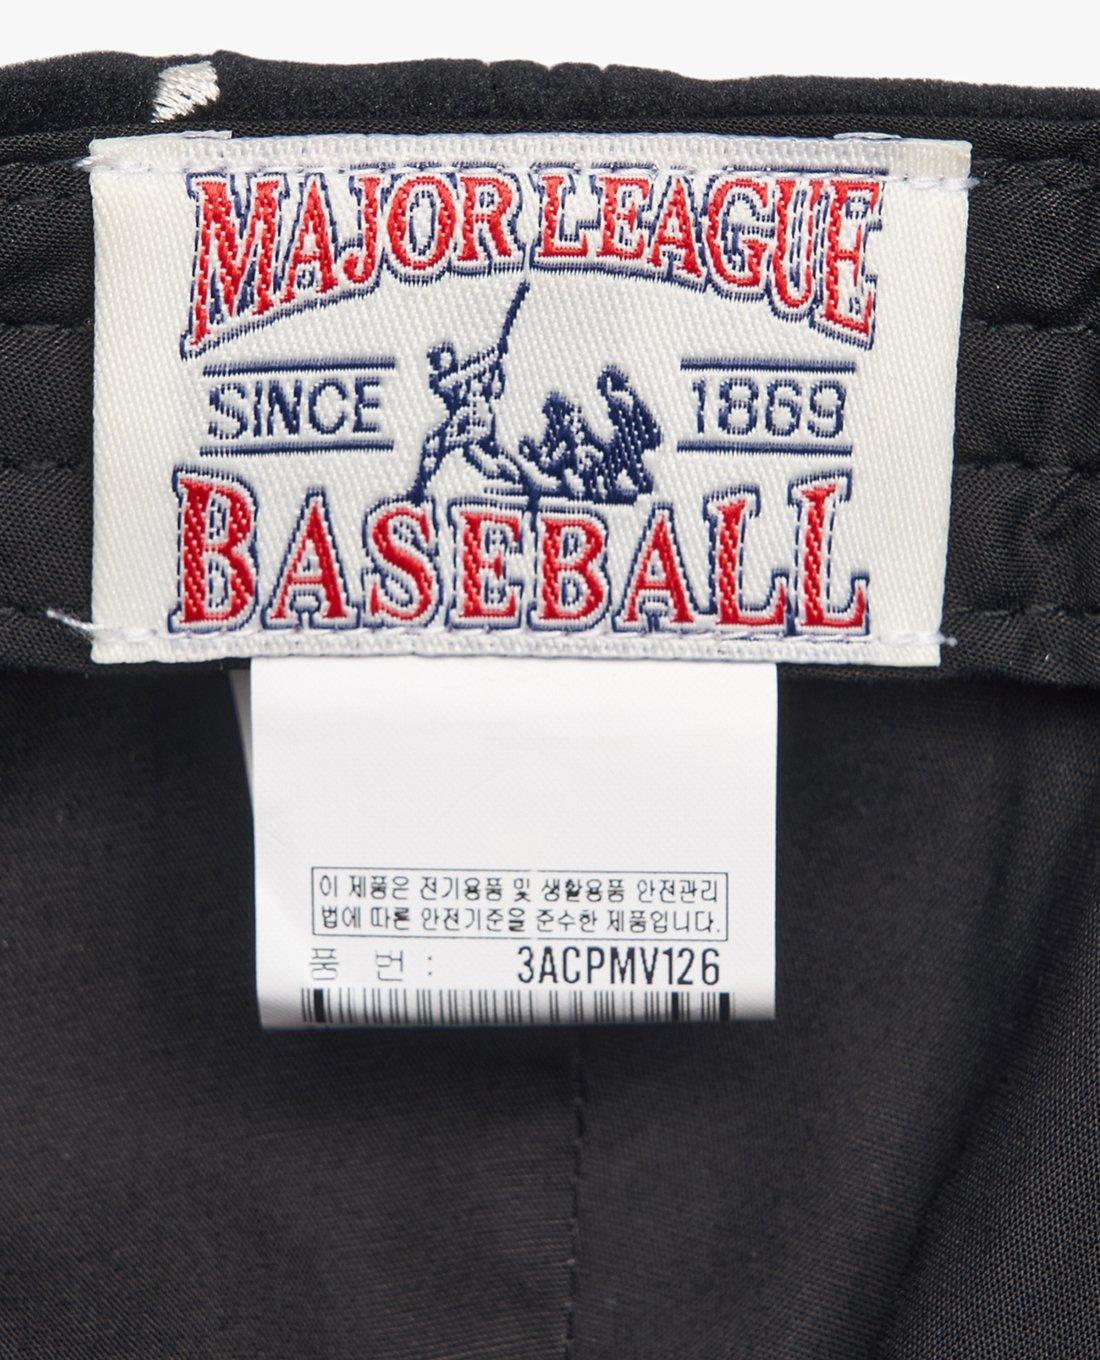 MAJOR LEAGUE
SINCE 1869
BASEBALL
이 제품은 전기용품 및 생활용품 안전관리
법에 따른 안전기준을 준수한 제품입니다.
품 번 : 3ACPMV126